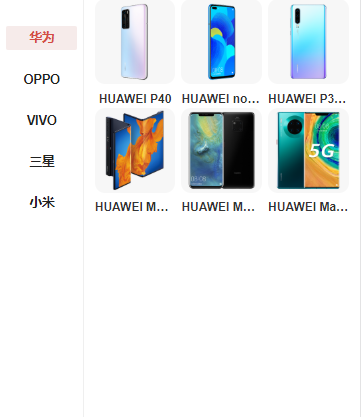 华为
OPPO
VIVO
三星
小米
HUAWEI P40
HUAWEI no...
HUAWEI P3...
5G
HUAWEI M...
HUAWEI M...
HUAWEI Ma...